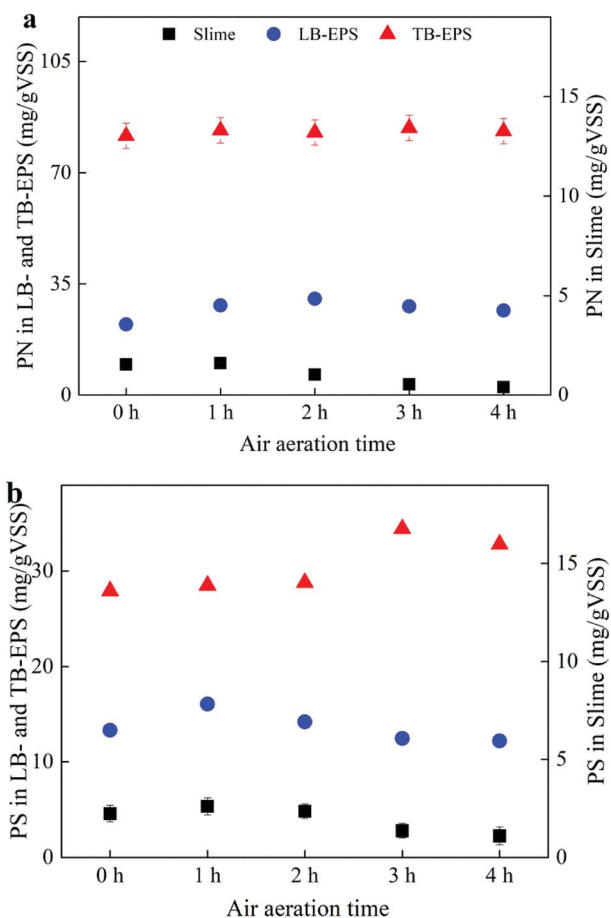 a
Slime LB-EPS TB-EPS
PN in LB- and TB-EPS (mg/gVSS)
105
70
35
0
15
10
5
0
PN in Slime (mg/gVSS)
0 h 1 h 2 h 3 h 4 h
Air aeration time
b
PS in LB- and TB-EPS (mg/gVSS)
30
20
10
0
15
10
5
0
PS in Slime (mg/gVSS)
0 h 1 h 2 h 3 h 4 h
Air aeration time